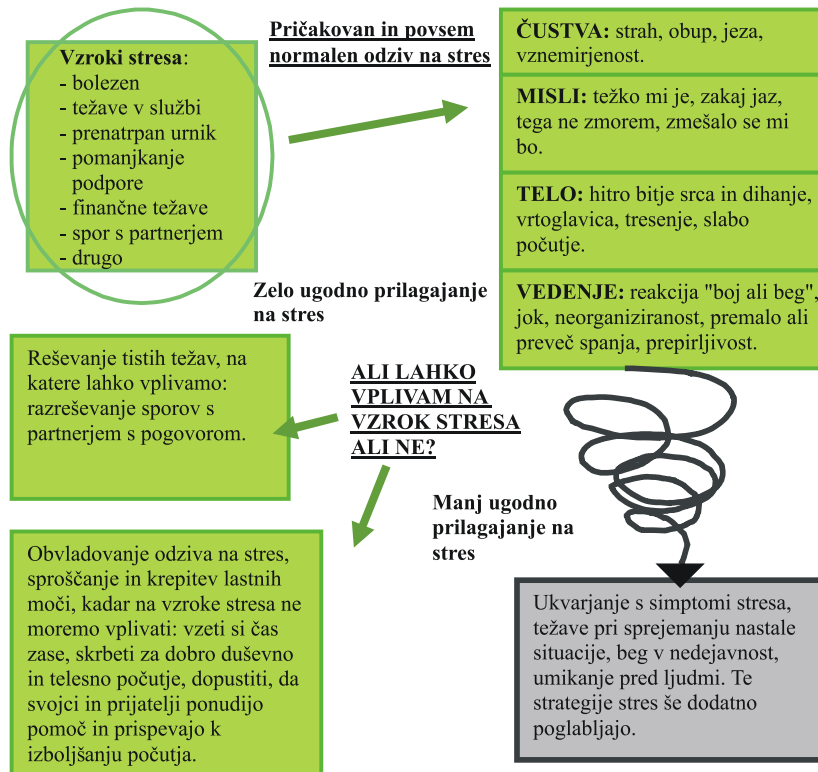 Vzroki stresa:
- bolezen
- težave v službi
- prenatrpan urnik
- pomanjkanje
podpore
- finančne težave
- spor s partnerjem
- drugo
Pričakovan in povsem
normalen odziv na stres
ČUSTVA: strah, obup, jeza,
vznemirjenost.
MISLI: težko mi je, zakaj jaz,
tega ne zmorem, zmešalo se mi
bo.
TELO: hitro bitje srca in dihanje,
vrtoglavica, tresenje, slabo
počutje.
VEDENJE: reakcija "boj ali beg",
jok, neorganiziranost, premalo ali
preveč spanja, prepirljivost.
Zelo ugodno prilagajanje
na stres
ALI LAHKO
VPLIVAM NA
VZROK STRESA
ALI NE?
Reševanje tistih težav, na
katere lahko vplivamo:
razreševanje sporov s
partnerjem s pogovorom.
Obvladovanje odziva na stres,
sproščanje in krepitev lastnih
moči, kadar na vzroke stresa ne
moremo vplivati: vzeti si čas
zase, skrbeti za dobro duševno
in telesno počutje, dopustiti, da
svojci in prijatelji ponudijo
pomoč in prispevajo k
izboljšanju počutja.
Manj ugodno
prilagajanje na
stres
Ukvarjanje s simptomi stresa,
težave pri sprejemanju nastale
situacije, beg v nedejavnost,
umikanje pred ljudmi. Te
strategije stres še dodatno
poglabljajo.